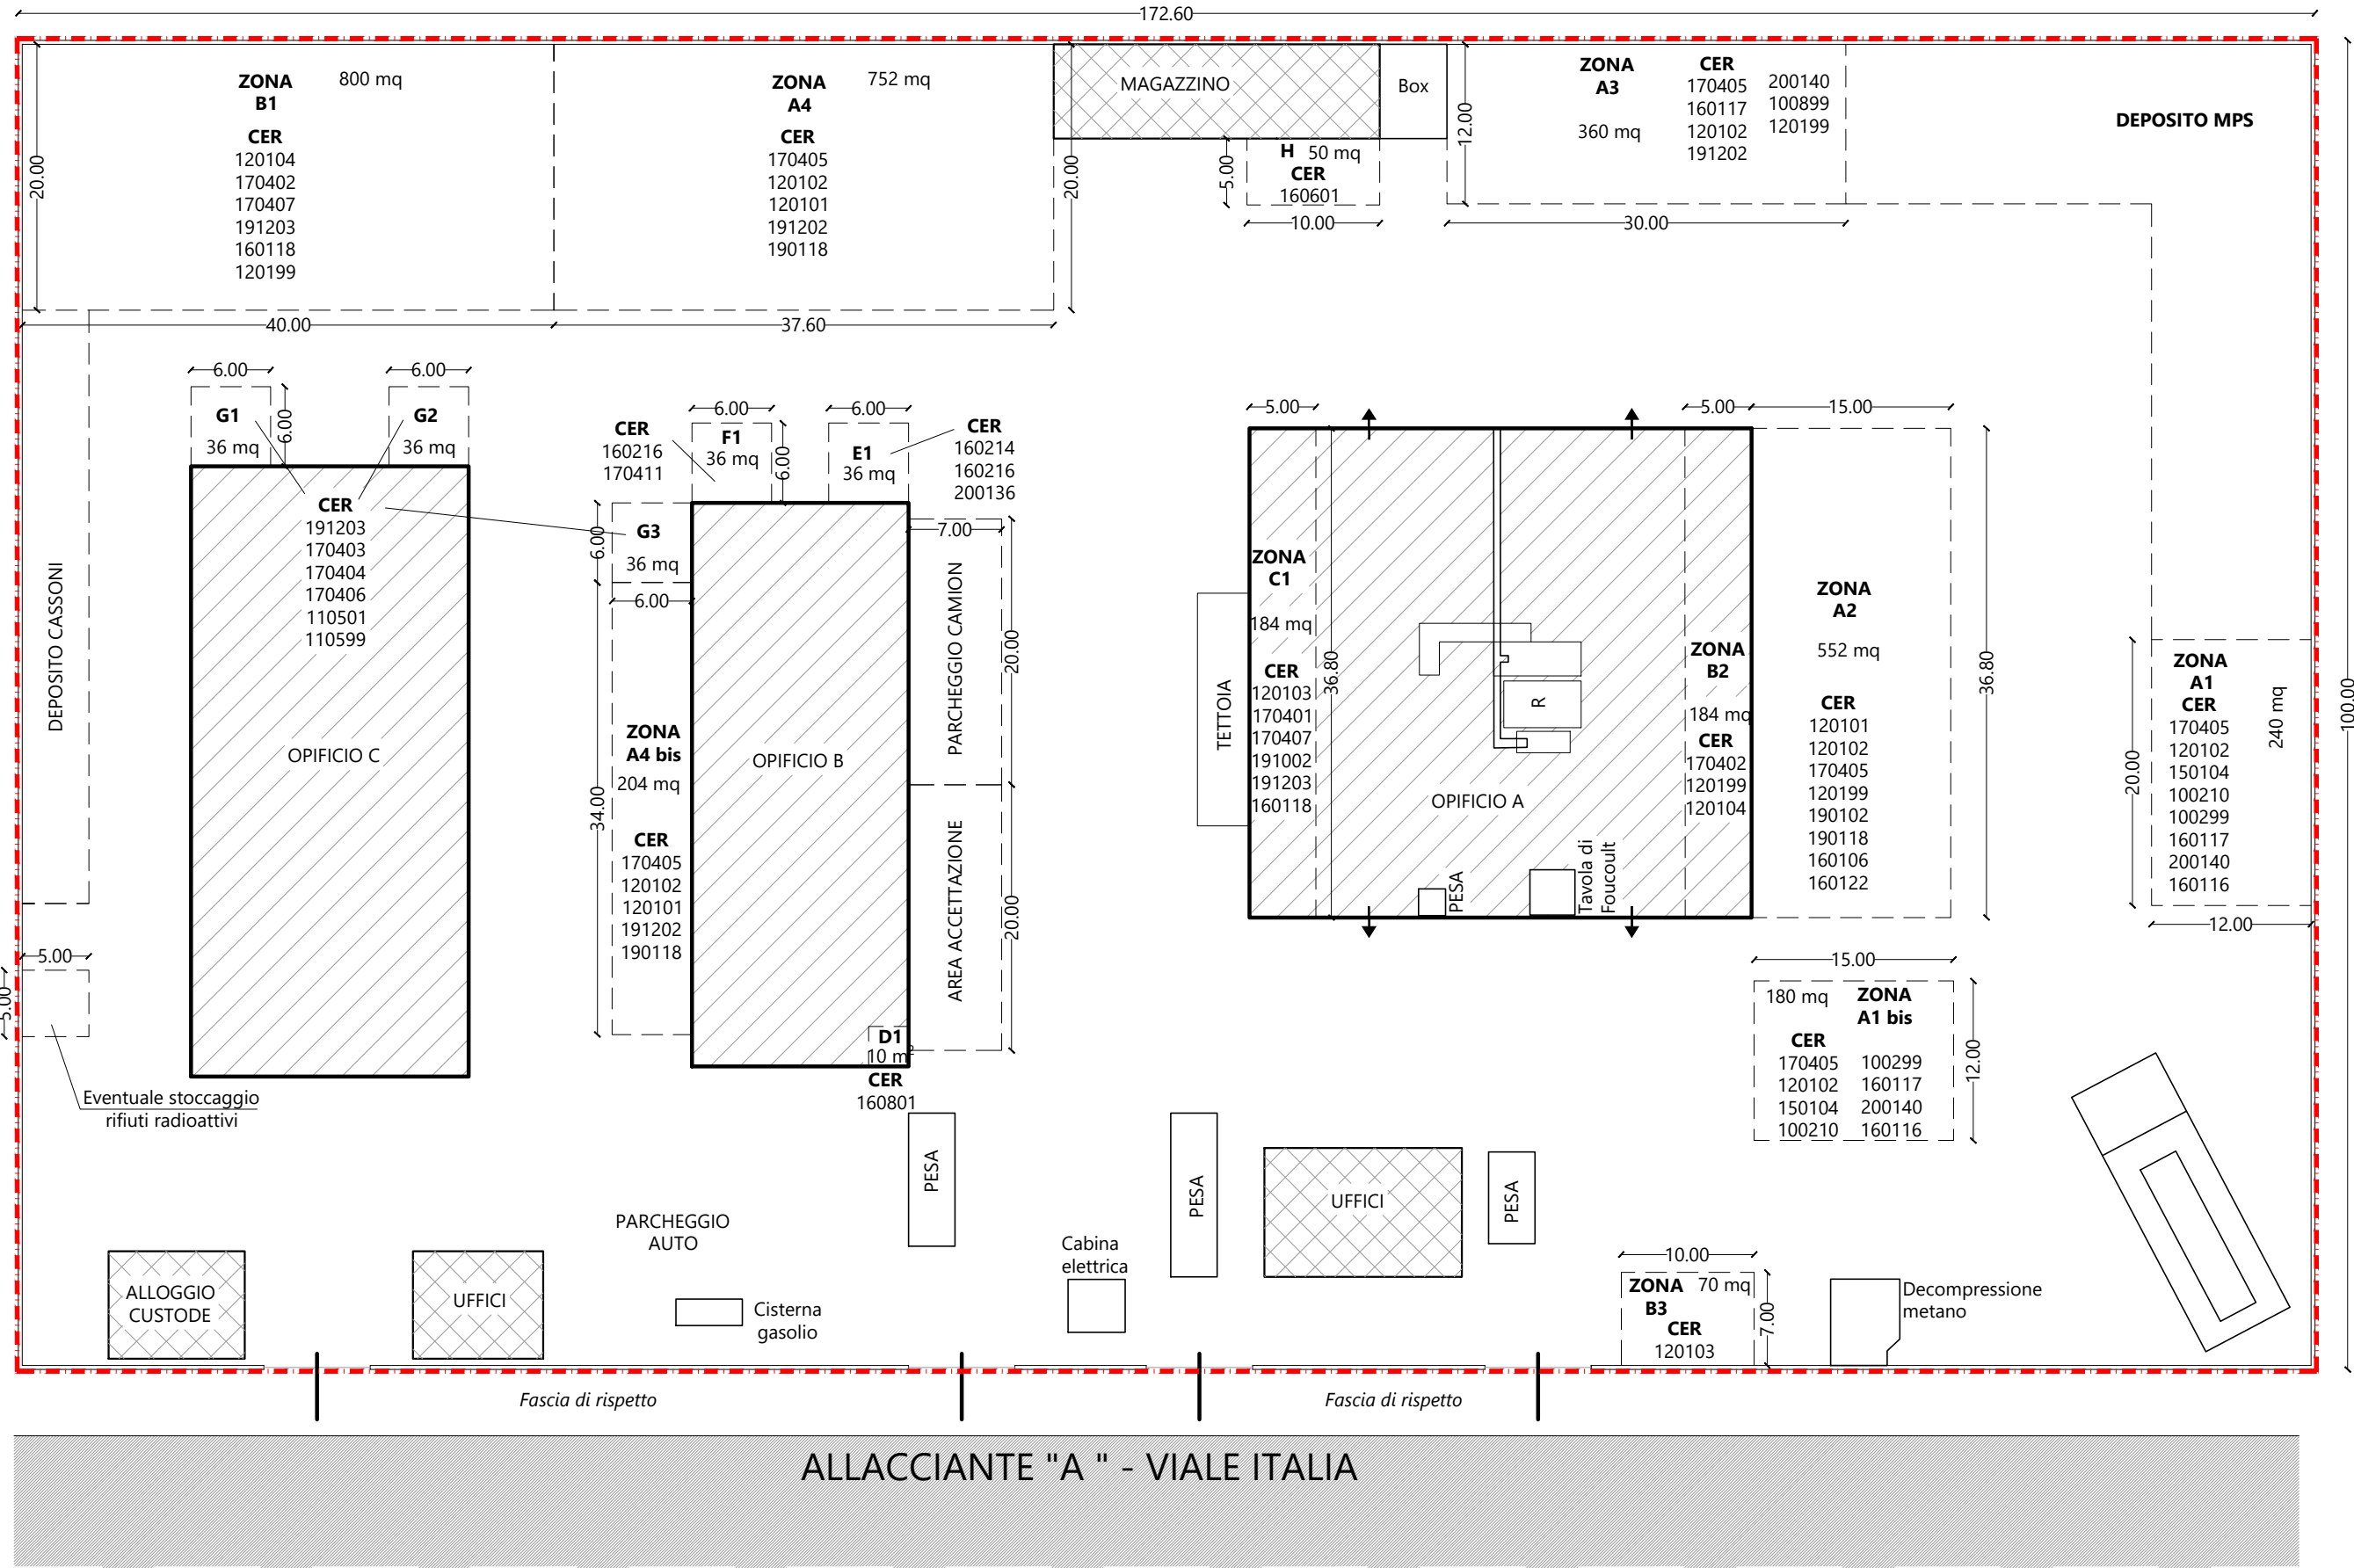 172.60
ZONA
B1
800 mq
CER
120104
170402
170407
191203
160118
120199
20.00
40.00
ZONA
A4
752 mq
CER
170405
120102
120101
191202
190118
20.00
37.60
MAGAZZINO
Box
H 50 mq
CER
160601
5.00
10.00
12.00
ZONA
A3
360 mq
CER
170405
160117
120102
191202
200140
100899
120199
30.00
DEPOSITO MPS
100.00
DEPOSITO CASSONI
6.00
G1
36 mq
6.00
6.00
G2
36 mq
CER
191203
170403
170404
170406
110501
110599
OPIFICIO C
5.00
5.00
Eventuale stoccaggio
rifiuti radioattivi
CER
160216
170411
6.00
F1
36 mq
6.00
6.00
E1
36 mq
CER
160214
160216
200136
6.00
G3
36 mq
6.00
ZONA
A4 bis
204 mq
34.00
CER
170405
120102
120101
191202
190118
OPIFICIO B
7.00
PARCHEGGIO CAMION
20.00
AREA ACCETTAZIONE
20.00
D1
10 m²
CER
160801
TETTOIA
5.00
ZONA
C1
184 mq
CER
120103
170401
170407
191002
191203
160118
36.80
R
OPIFICIO A
PESA
Tavola di
Foucoult
5.00
ZONA
B2
184 mq
CER
170402
120199
120104
15.00
ZONA
A2
552 mq
CER
120101
120102
170405
120199
190102
190118
160106
160122
36.80
ZONA
A1
CER
170405
120102
150104
100210
100299
160117
200140
160116
240 mq
20.00
12.00
15.00
180 mq
ZONA
A1 bis
CER
170405
120102
150104
100210
100299
160117
200140
160116
12.00
PESA
PESA
UFFICI
PESA
PARCHEGGIO
AUTO
ALLOGGIO
CUSTODE
UFFICI
Cisterna
gasolio
Cabina
elettrica
10.00
ZONA
B3
70 mq
CER
120103
7.00
Decompressione
metano
Fascia di rispetto
Fascia di rispetto
ALLACCIANTE "A " - VIALE ITALIA